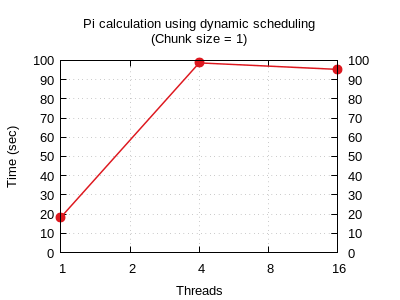 Pi calculation using dynamic scheduling
(Chunk size = 1)
100 100
90 90
80 80
70 70
60 60
50 50
40 40
30 30
20 20
10 10
0 0
Time (sec)
1 2 4 8 16
Threads